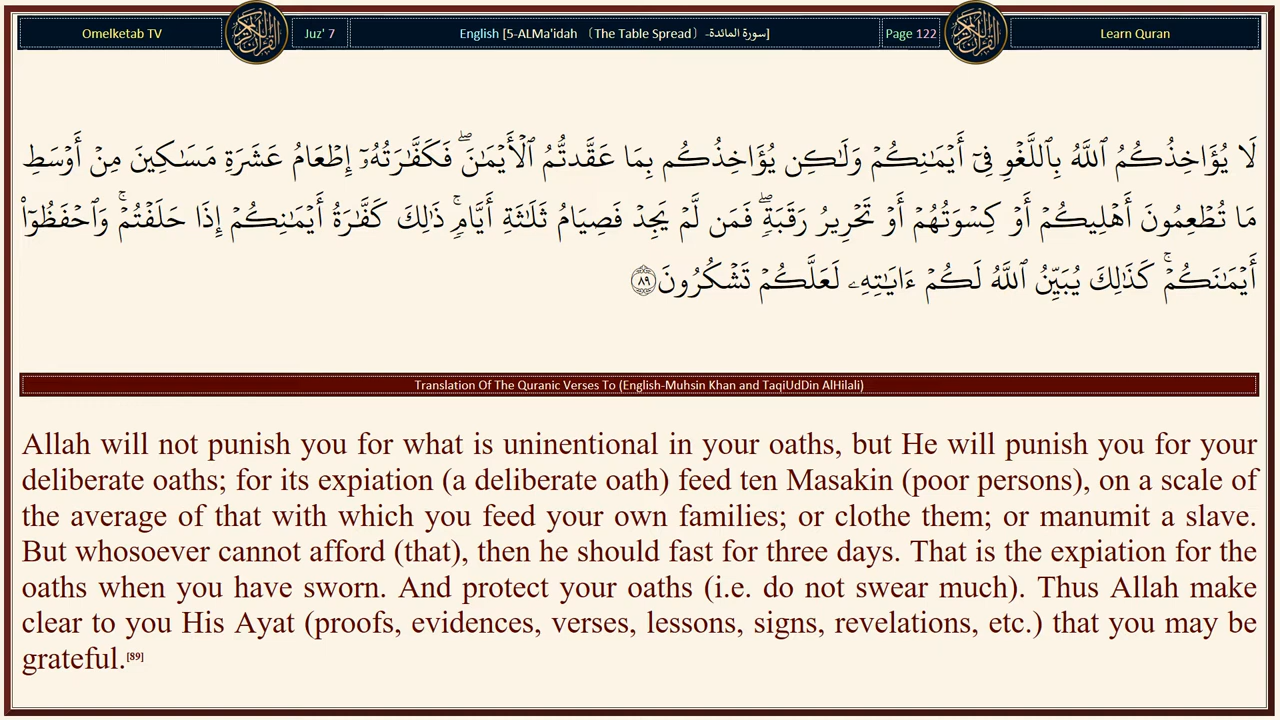 Omelketab TV
Juz' 7
English [5-ALMa'idah （The Table Spread）-سورة المائدة]
Page 122
Learn Quran
لَا يُؤَاخِذُكُمُ ٱللَّهُ بِٱللَّغْوِ فِىٓ أَيْمَـٰنِكُمْ وَلَـٰكِن يُؤَاخِذُكُم بِمَا عَقَّدتُّمُ ٱلْأَيْمَـٰنَ ۖ فَكَفَّـٰرَتُهُۥٓ إِطْعَامُ عَشَرَةِ مَسَـٰكِينَ مِنْ أَوْسَطِ
مَا تُطْعِمُونَ أَهْلِيكُمْ أَوْ كِسْوَتُهُمْ أَوْ تَحْرِيرُ رَقَبَةٍ ۖ فَمَن لَّمْ يَجِدْ فَصِيَامُ ثَلَـٰثَةِ أَيَّامٍ ۚ ذَٰلِكَ كَفَّـٰرَةُ أَيْمَـٰنِكُمْ إِذَا حَلَفْتُمْ ۚ وَٱحْفَظُوٓا۟
أَيْمَـٰنَكُمْ ۚ كَذَٰلِكَ يُبَيِّنُ ٱللَّهُ لَكُمْ ءَايَـٰتِهِۦ لَعَلَّكُمْ تَشْكُرُونَ ٨٩
Translation Of The Quranic Verses To (English-Muhsin Khan and TaqiUdDin AlHilali)
Allah will not punish you for what is uninentional in your oaths, but He will punish you for your
deliberate oaths; for its expiation (a deliberate oath) feed ten Masakin (poor persons), on a scale of
the average of that with which you feed your own families; or clothe them; or manumit a slave.
But whosoever cannot afford (that), then he should fast for three days. That is the expiation for the
oaths when you have sworn. And protect your oaths (i.e. do not swear much). Thus Allah make
clear to you His Ayat (proofs, evidences, verses, lessons, signs, revelations, etc.) that you may be
grateful.[89]